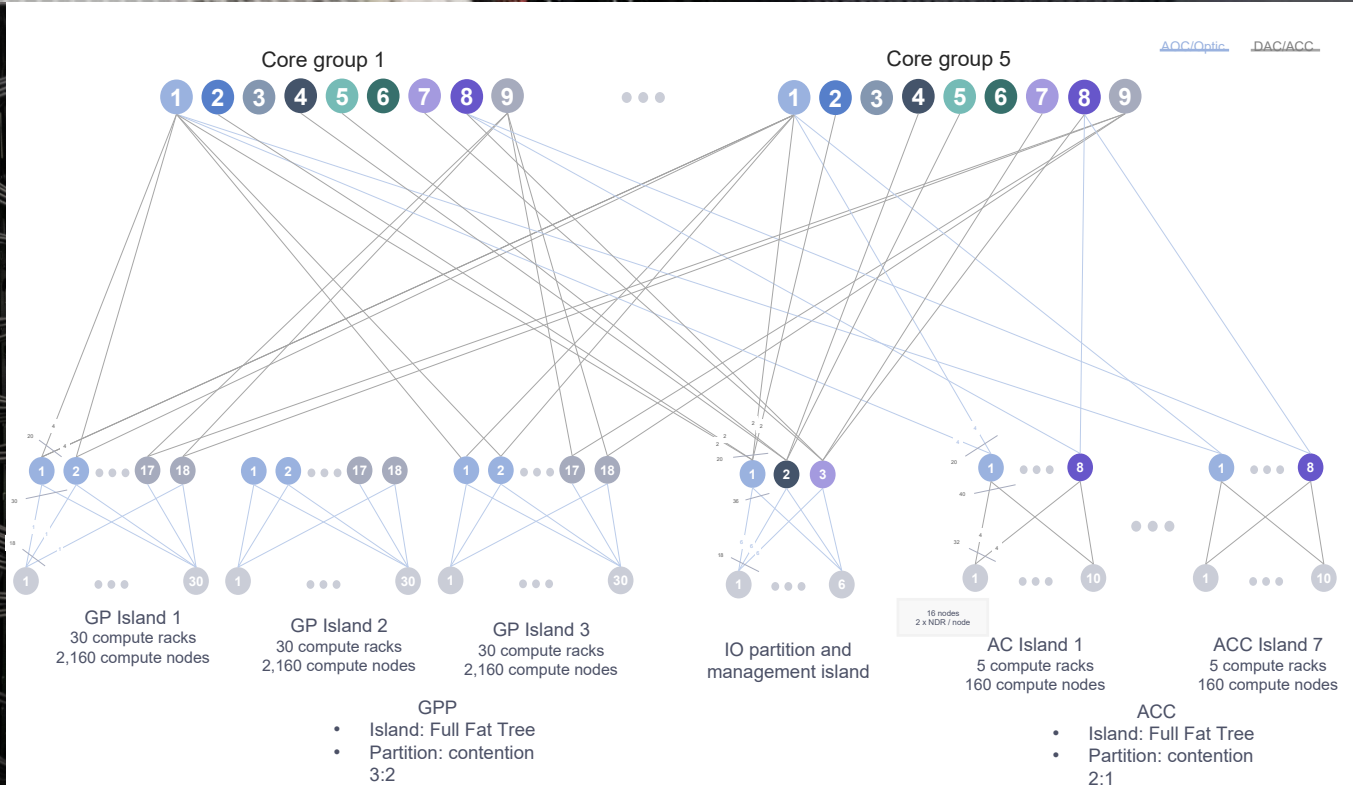 Core group 1
Core group 5
AOC/Optic
DAC/ACC
1 2 3 4 5 6 7 8 9
1 2 3 4 5 6 7 8 9
4
20
4
2
2 2
2
20
4
4
20
1 2 17 18
1 2 17 18
1 2 17 18
1 2 3
1 8
1 8
30
36
40
18
18
32
4
4
1 30
1 30
1 30
1 6
1 10
1 10
GP Island 1
30 compute racks
2,160 compute nodes
GP Island 2
30 compute racks
2,160 compute nodes
GP Island 3
30 compute racks
2,160 compute nodes
IO partition and
management island
16 nodes
2 x NDR / node
AC Island 1
5 compute racks
160 compute nodes
ACC Island 7
5 compute racks
160 compute nodes
GPP
• Island: Full Fat Tree
• Partition: contention
3:2
ACC
• Island: Full Fat Tree
• Partition: contention
2:1